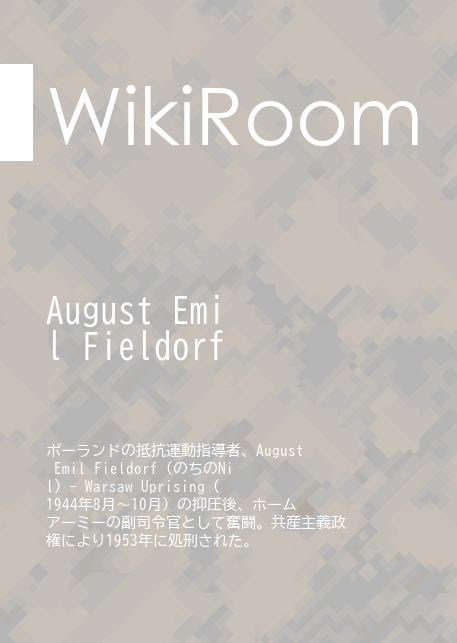 WikiRoom
August Emi
l Fieldorf
ポーランドの抵抗運動指導者、August
Emil Fieldorf (のちのNi
l) - Warsaw Uprising (
1944年8月～10月) の抑圧後、ホーム
アーミーの副司令官として奮闘。共産主義政
権により1953年に処刑された。